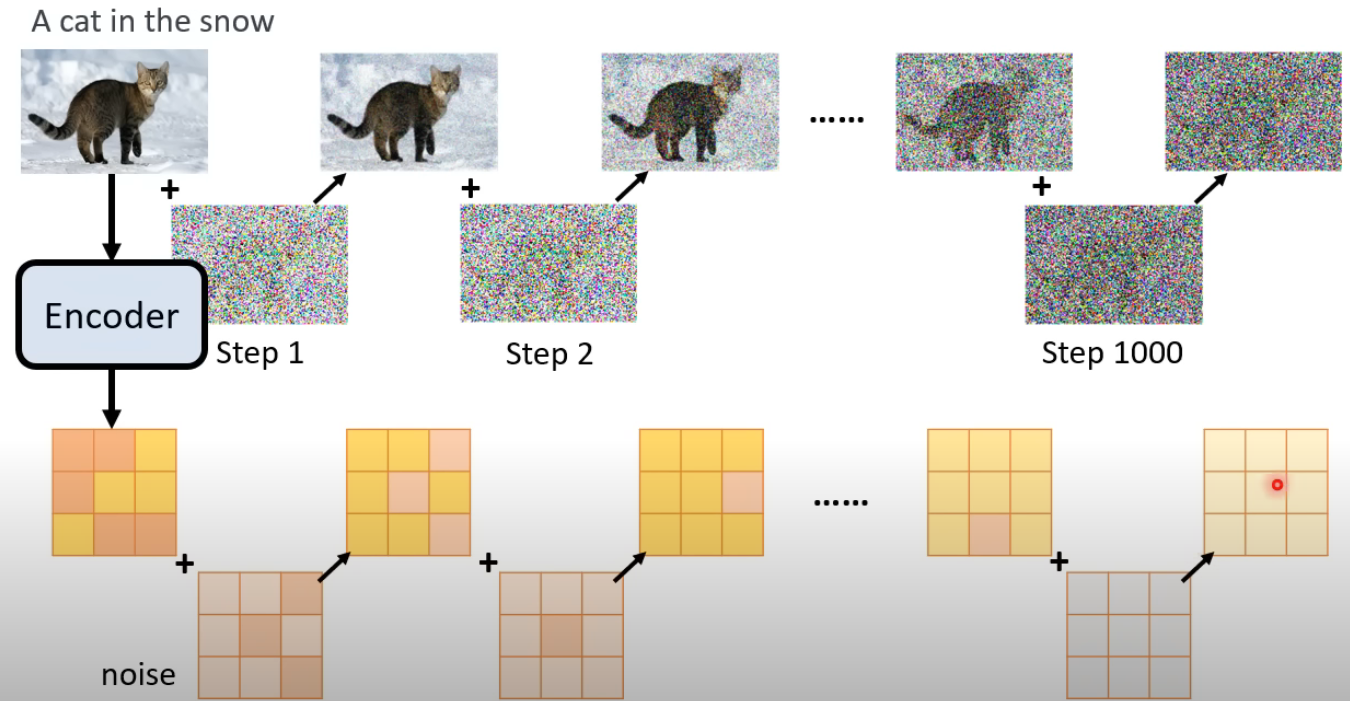 A cat in the snow
+
+
……
+
Encoder
Step 1
Step 2
Step 1000
……
+
+
+
noise